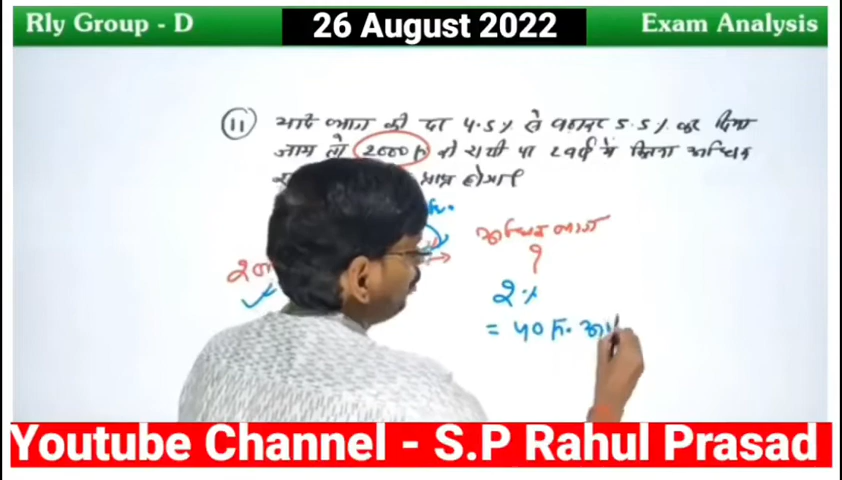 Rly Group - D
26 August 2022
Exam Analysis
11 यदि ब्याज की दर 4.5% से बढ़ाकर 5.5% कर दिया
जाय तो 2000 रु की राशी पर 2 वर्ष में कितना अधिक
प्राप्त होगा?
अधिक ब्याज
?
2%
= 40 रु.
Youtube Channel - S.P Rahul Prasad